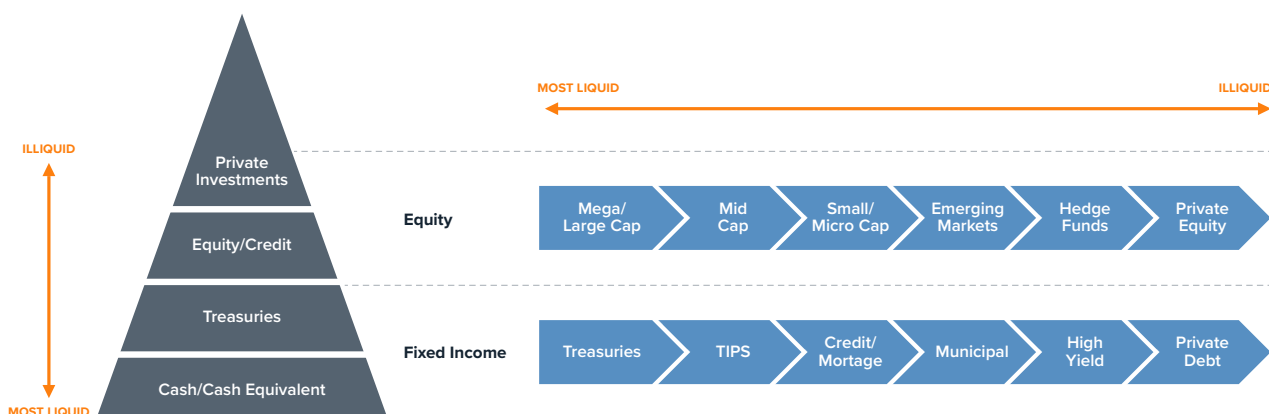 ILLIQUID
MOST LIQUID
Private
Investments
Equity/Credit
Treasuries
Cash/Cash Equivalent
MOST LIQUID
ILLIQUID
Equity
Mega/
Large Cap
Mid
Cap
Small/
Micro Cap
Emerging
Markets
Hedge
Funds
Private
Equity
Fixed Income
Treasuries
TIPS
Credit/
Mortage
Municipal
High
Yield
Private
Debt